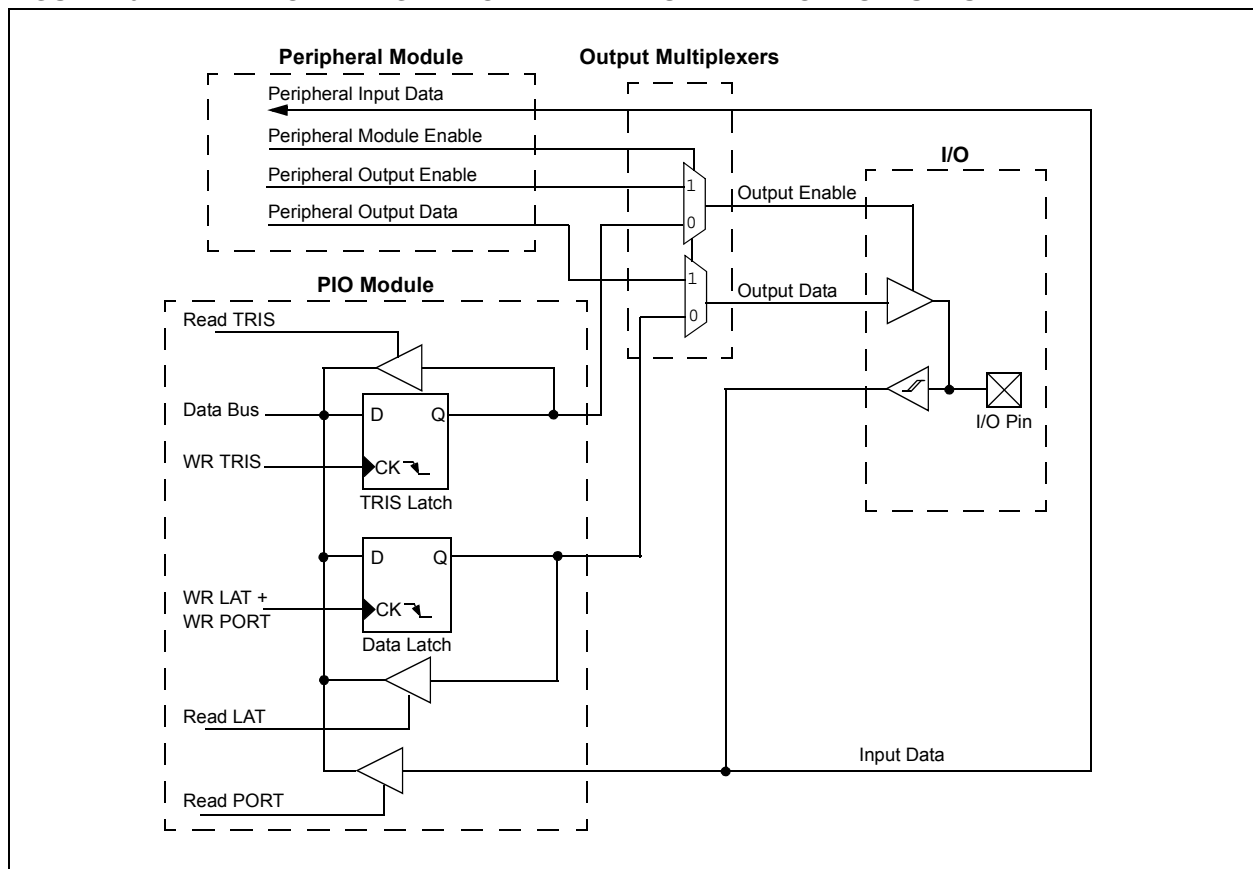 Peripheral Module
Output Multiplexers
Peripheral Input Data
Peripheral Module Enable
Peripheral Output Enable
Peripheral Output Data
1
0
1
0
Output Enable
Output Data
I/O
I/O Pin
PIO Module
Read TRIS
Data Bus
D Q
WR TRIS
CK
TRIS Latch
D Q
WR LAT +
WR PORT
CK
Data Latch
Read LAT
Input Data
Read PORT